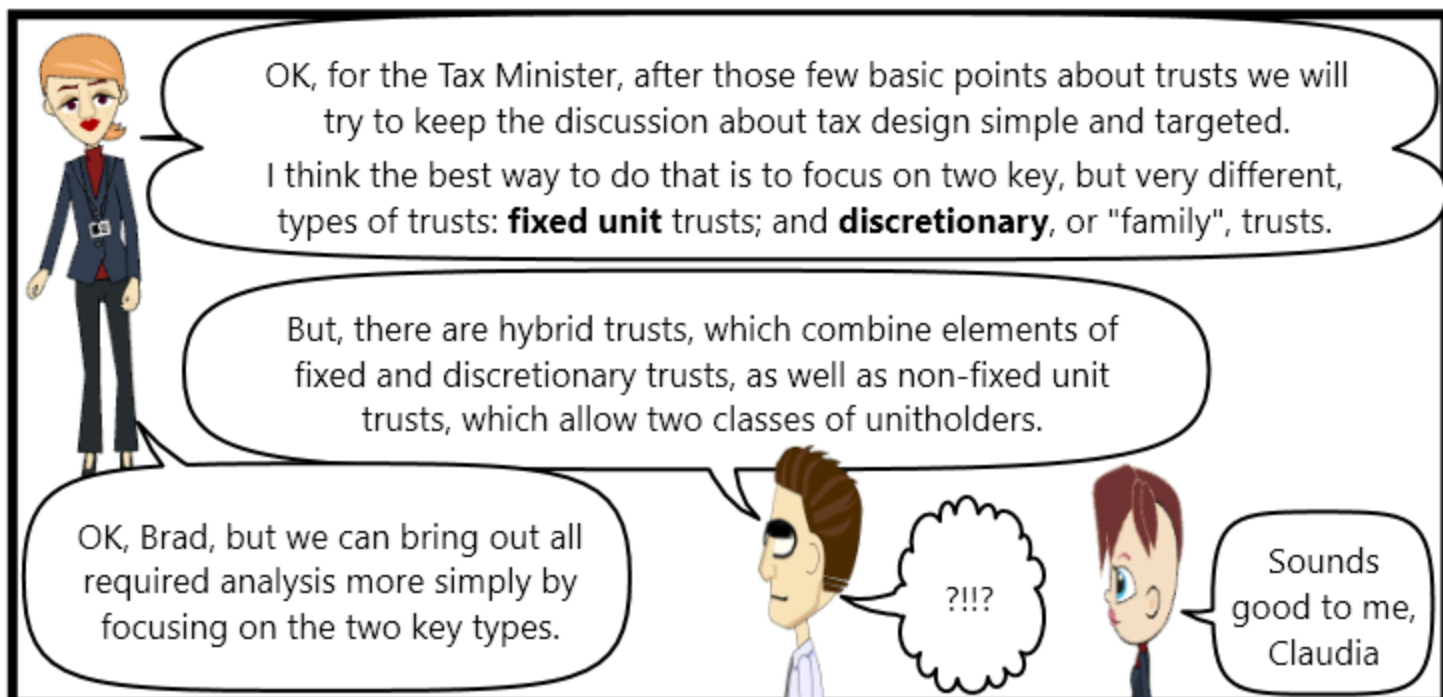 OK, for the Tax Minister, after those few basic points about trusts we will
try to keep the discussion about tax design simple and targeted.
I think the best way to do that is to focus on two key, but very different,
types of trusts: fixed unit trusts; and discretionary, or "family", trusts.
But, there are hybrid trusts, which combine elements of
fixed and discretionary trusts, as well as non-fixed unit
trusts, which allow two classes of unitholders.
OK, Brad, but we can bring out all
required analysis more simply by
focusing on the two key types.
?!!?
Sounds
good to me,
Claudia